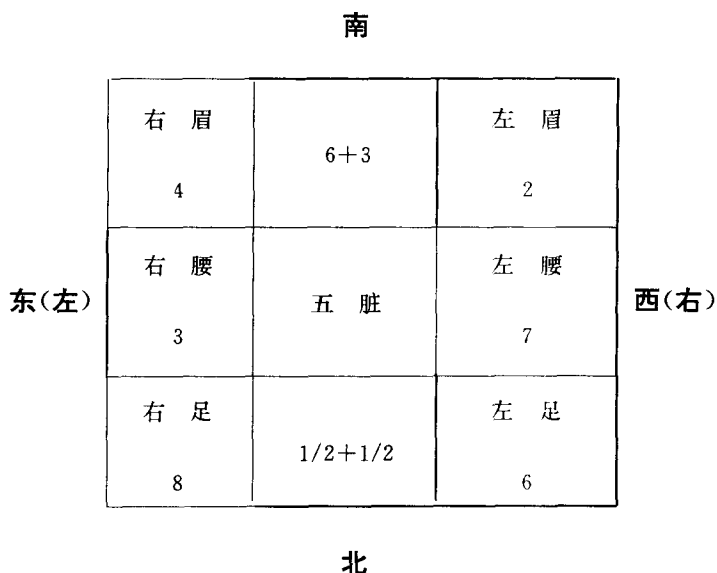 南
右 眉
4
6+3
左 眉
2
东(左)
右 腰
3
五 脏
左 腰
7
西(右)
右 足
8
1/2+1/2
左 足
6
北